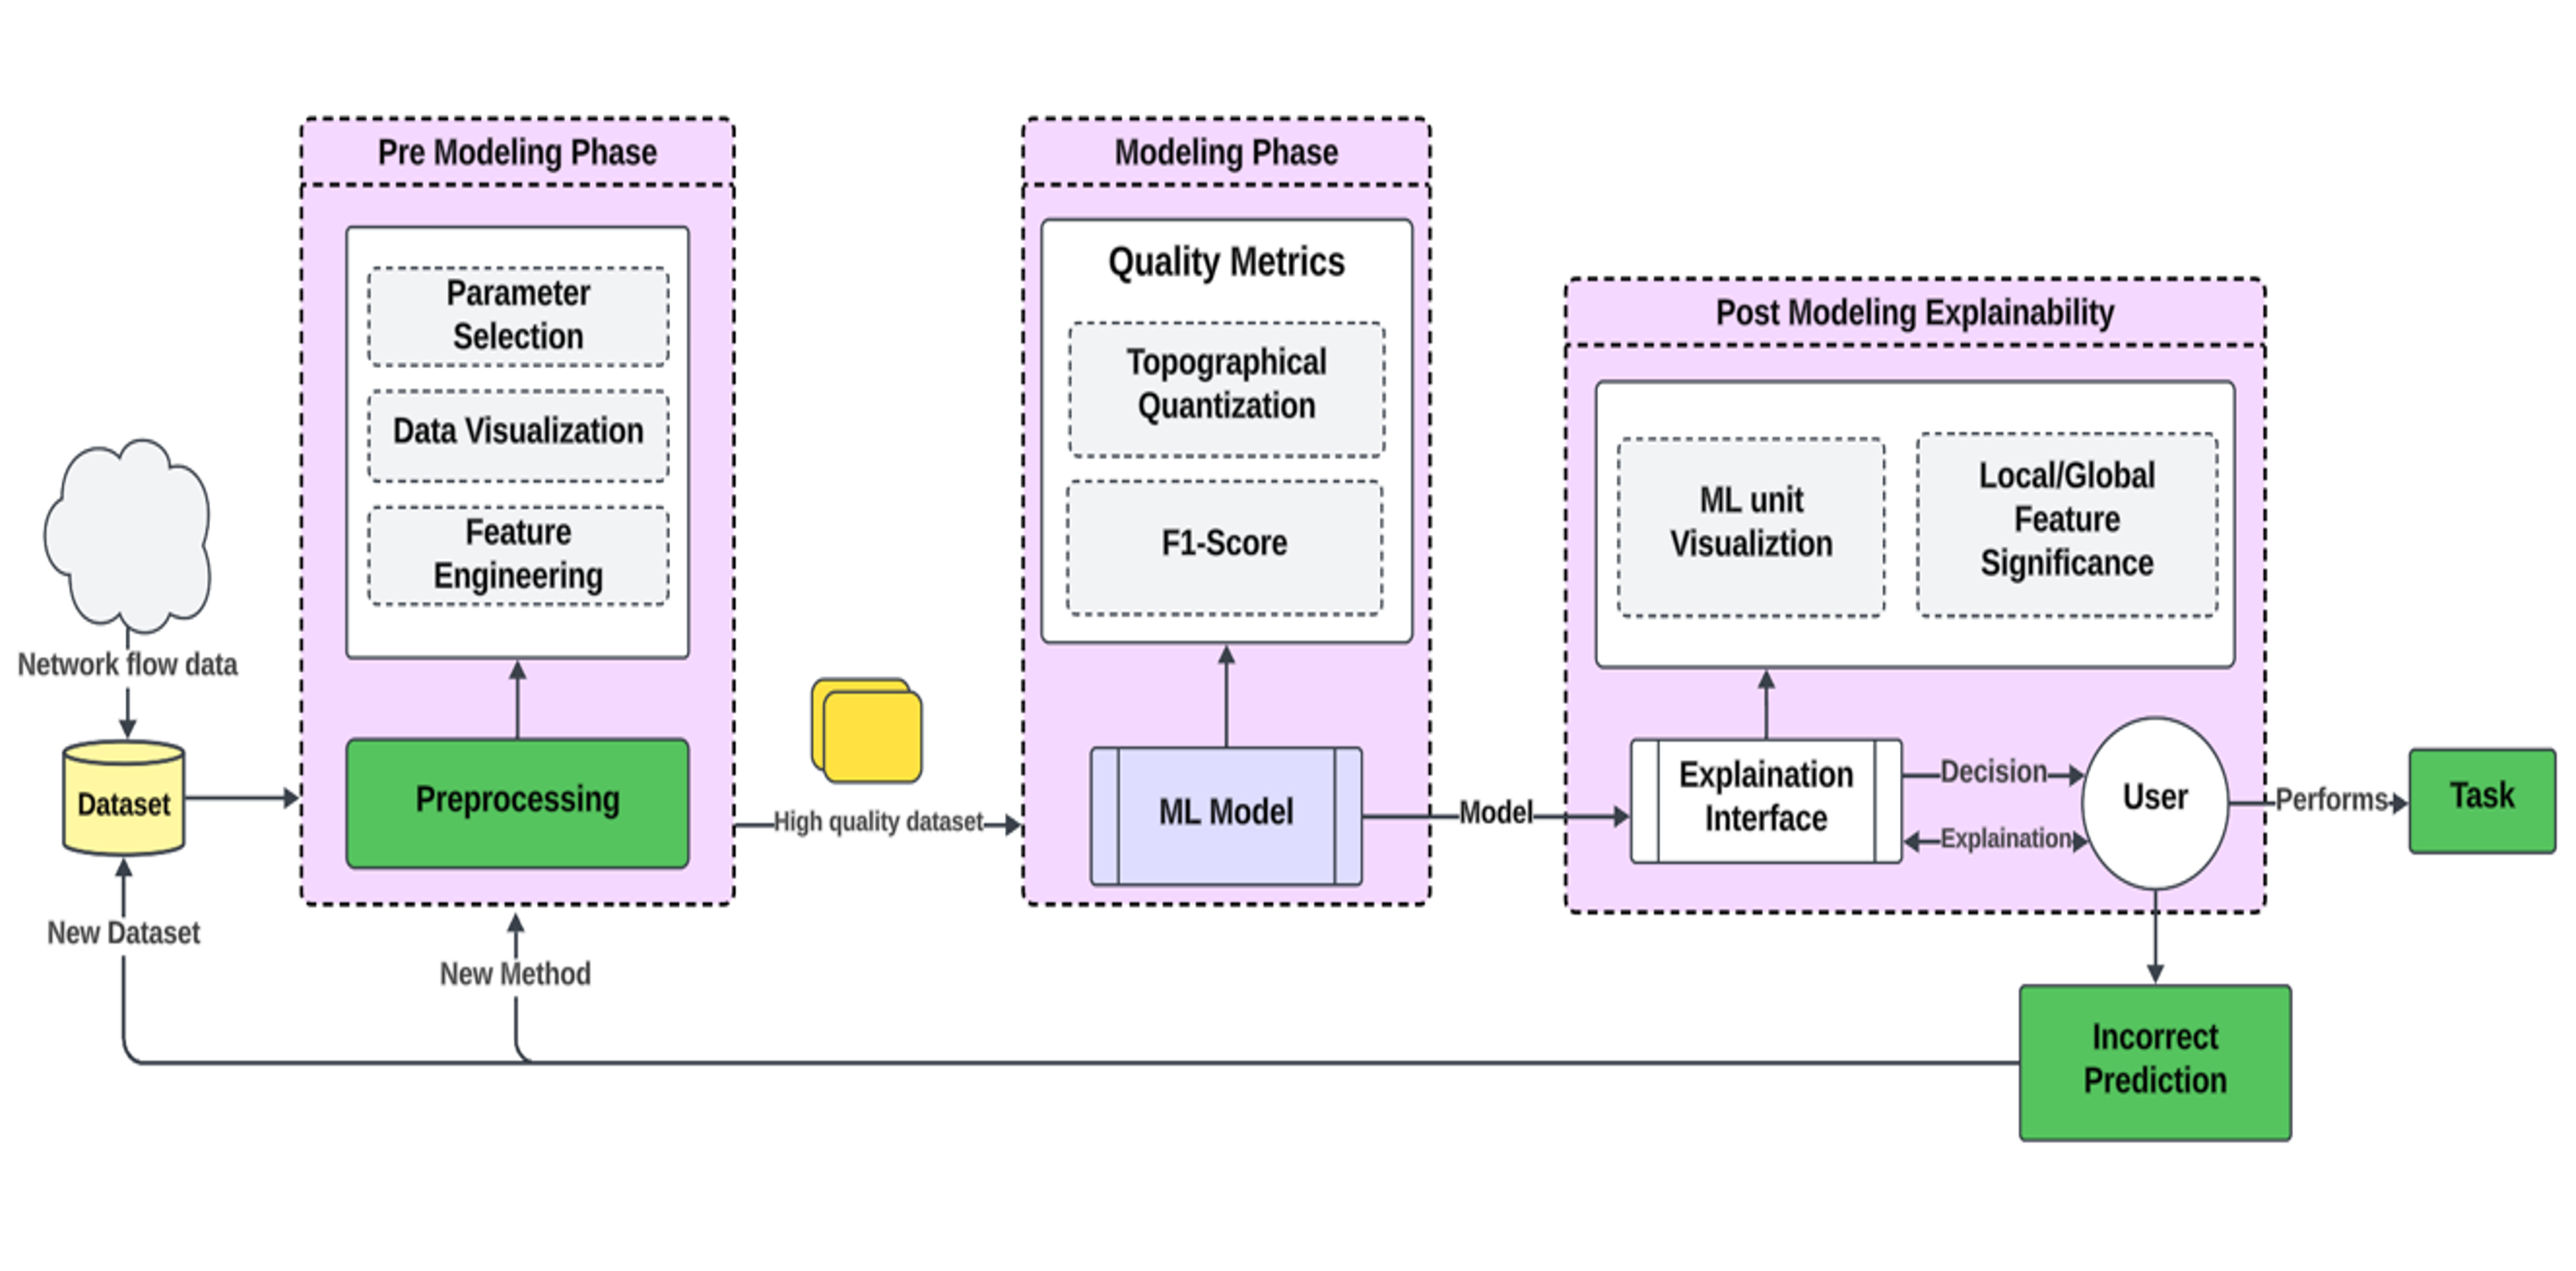 Pre Modeling Phase
Parameter
Selection
Data Visualization
Feature
Engineering
Preprocessing
Network flow data
Dataset
New Dataset
New Method
High quality dataset
Modeling Phase
Quality Metrics
Topographical
Quantization
F1-Score
ML Model
Model
Post Modeling Explainability
ML unit
Visualiztion
Local/Global
Feature
Significance
Explaination
Interface
Decision
Explaination
User
Performs
Task
Incorrect
Prediction